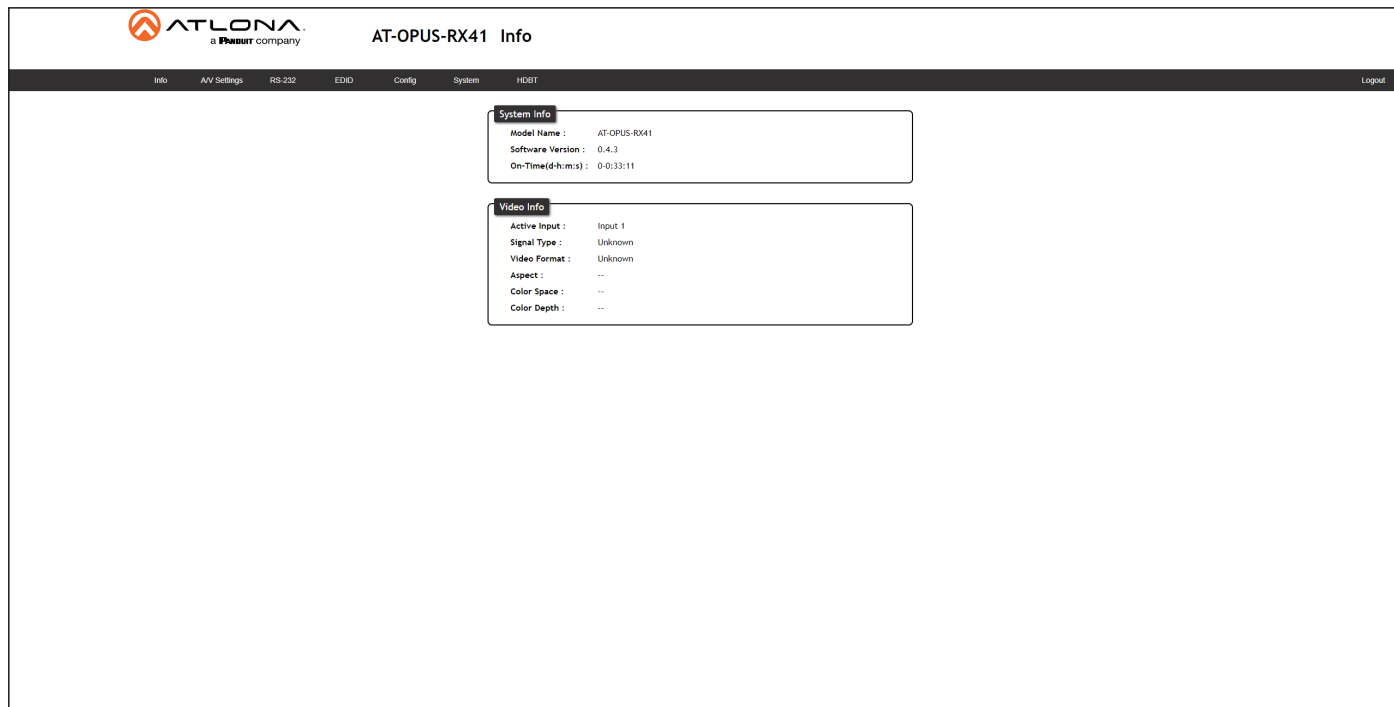 ATLONA.
a PANDUIT company
AT-OPUS-RX41 Info
Info A/V Settings RS-232 EDID Config System HDBT Logout
System Info
Model Name : AT-OPUS-RX41
Software Version : 0.4.3
On-Time(d-h:m:s) : 0-0:33:11
Video Info
Active Input : Input 1
Signal Type : Unknown
Video Format : Unknown
Aspect : --
Color Space : --
Color Depth : --